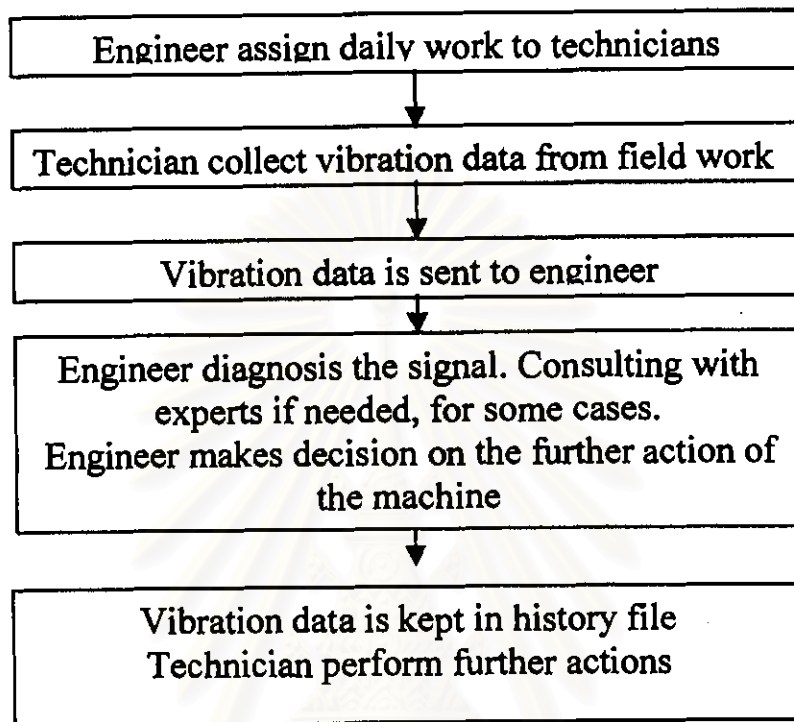 Engineer assign daily work to technicians
Technician collect vibration data from field work
Vibration data is sent to engineer
Engineer diagnosis the signal. Consulting with
experts if needed, for some cases.
Engineer makes decision on the further action of
the machine
Vibration data is kept in history file
Technician perform further actions